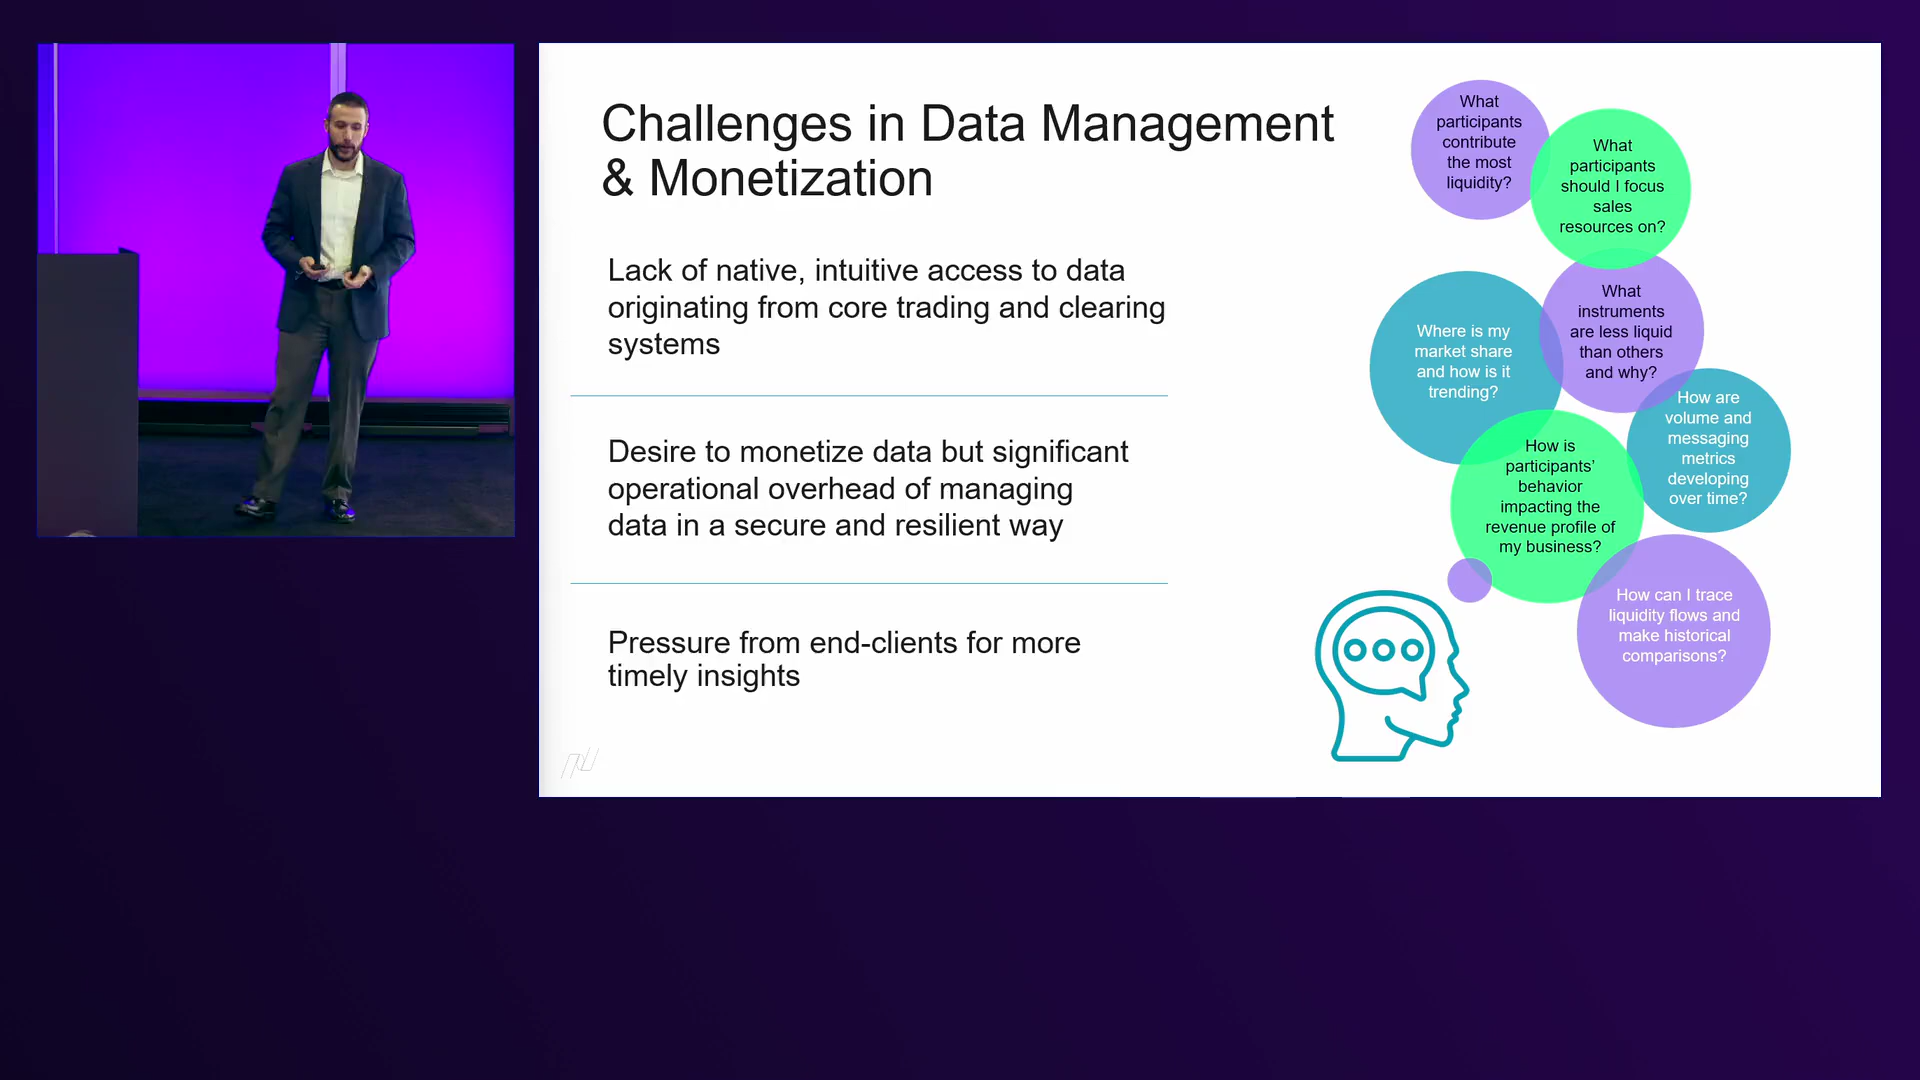 Challenges in Data Management
& Monetization
Lack of native, intuitive access to data
originating from core trading and clearing
systems
Desire to monetize data but significant
operational overhead of managing
data in a secure and resilient way
Pressure from end-clients for more
timely insights
What
participants
contribute
the most
liquidity?
What
participants
should I focus
sales
resources on?
What
instruments
are less liquid
than others
and why?
Where is my
market share
and how is it
trending?
How are
volume and
messaging
metrics
developing
over time?
How is
participants’
behavior
impacting the
revenue profile of
my business?
How can I trace
liquidity flows and
make historical
comparisons?